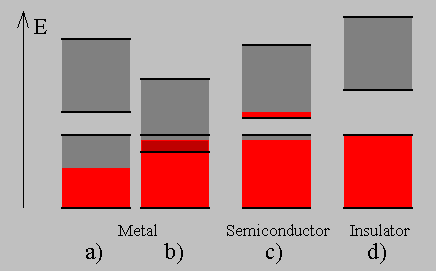 E
Metal Semiconductor Insulator
a) b) c) d)